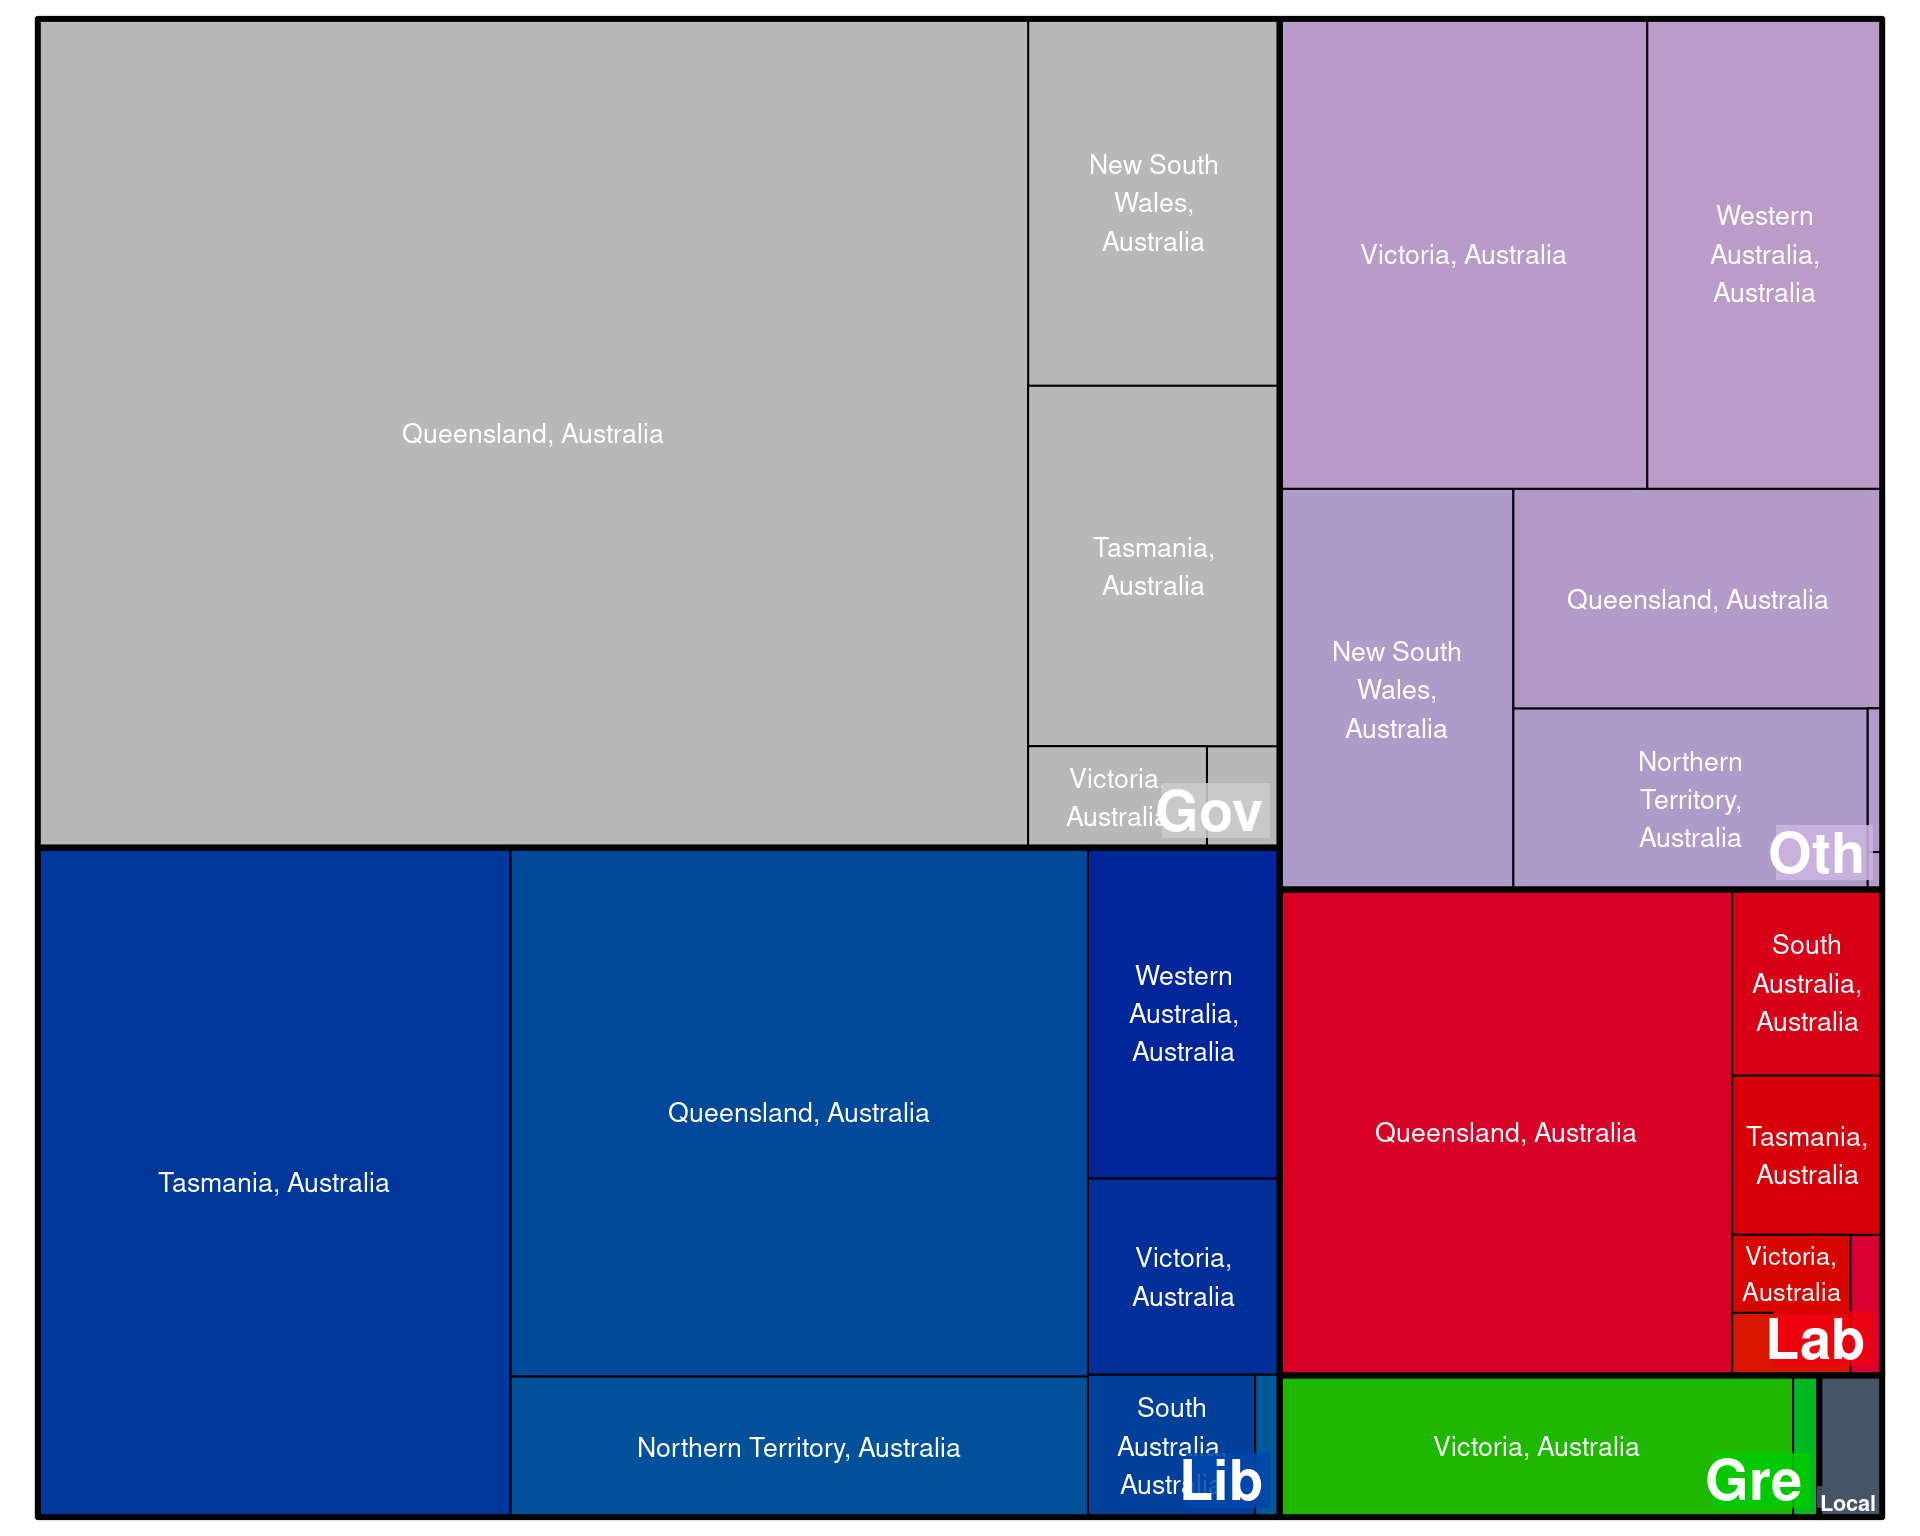 Queensland, Australia
New South
Wales,
Australia
Tasmania,
Australia
Victoria,
Australia
Gov
Victoria, Australia
Western
Australia,
Australia
New South
Wales,
Australia
Queensland, Australia
Northern
Territory,
Australia
Oth
Tasmania, Australia
Queensland, Australia
Northern Territory, Australia
Western
Australia,
Australia
Victoria,
Australia
South
Australia,
Australia
Lib
Queensland, Australia
South
Australia,
Australia
Tasmania,
Australia
Victoria,
Australia
Lab
Victoria, Australia
Gre
Local